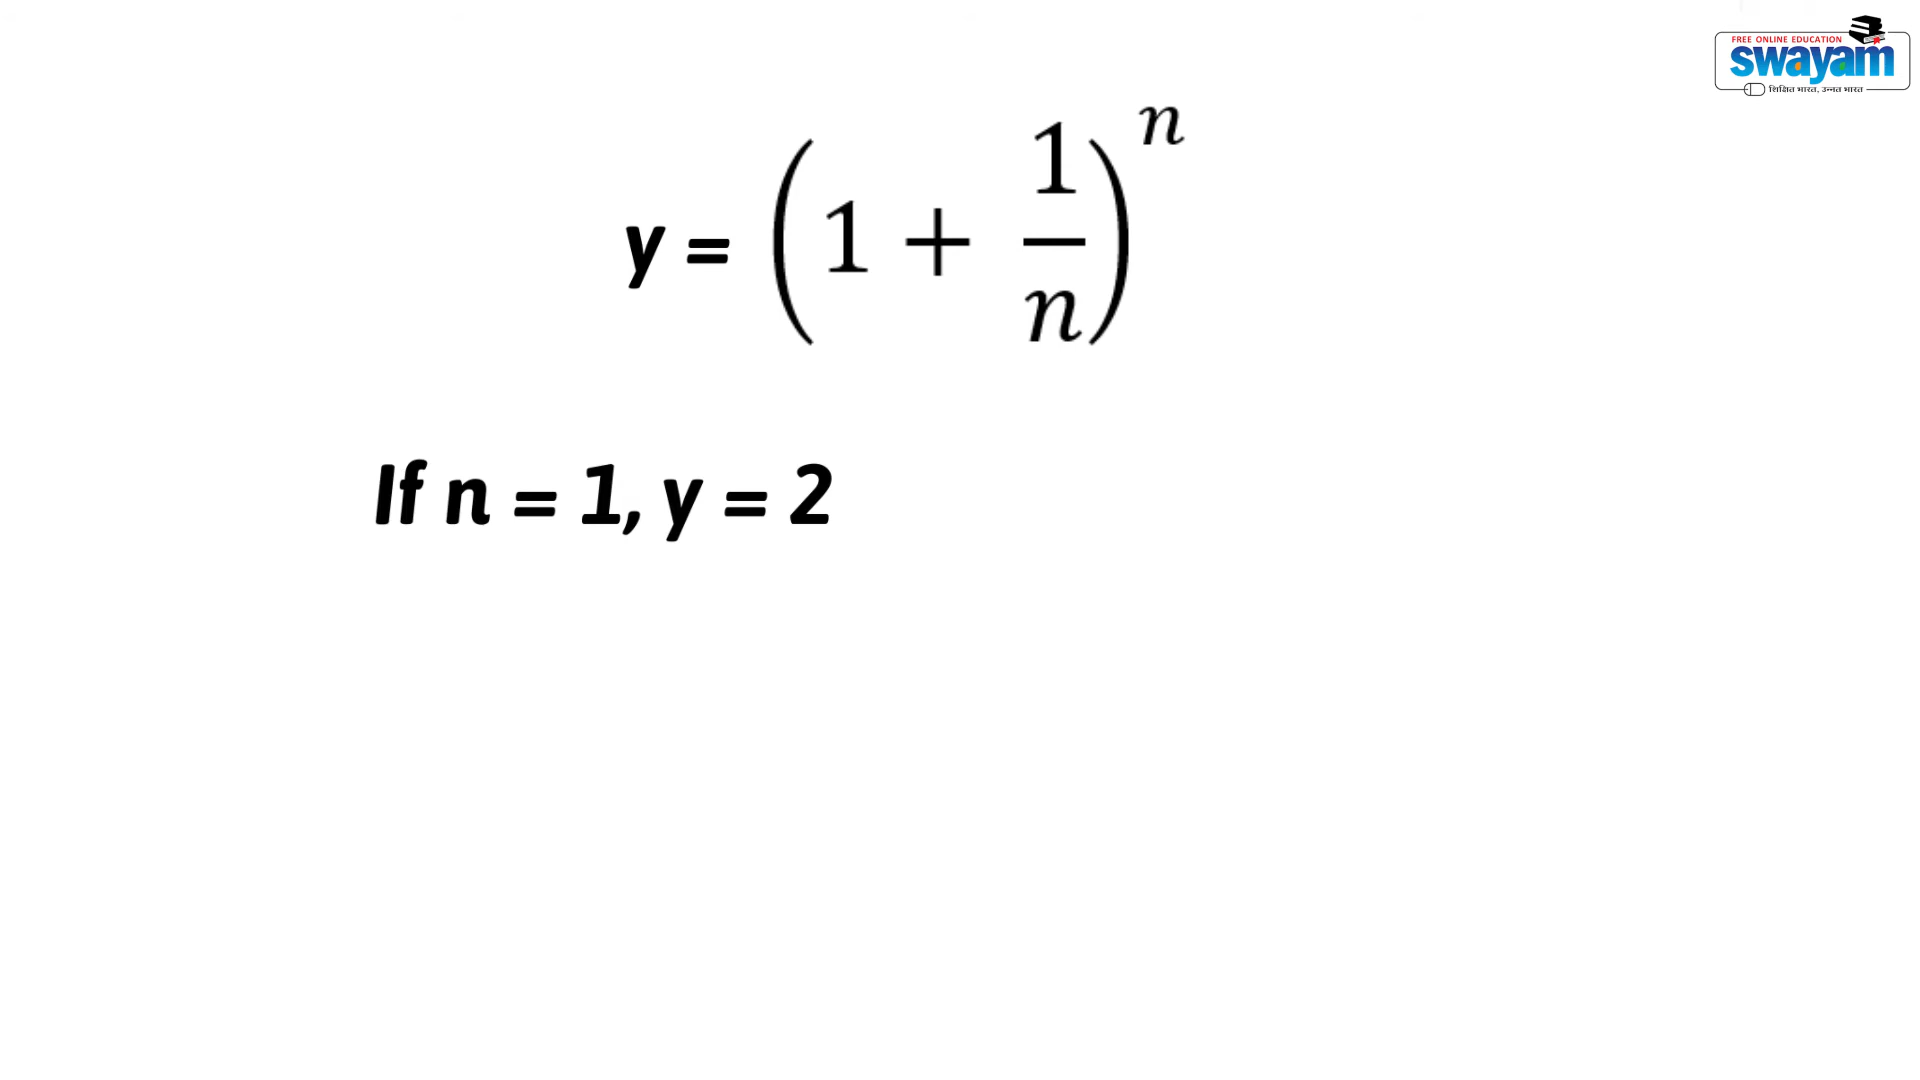 FREE ONLINE EDUCATION
swayam
शिक्षित भारत, उन्नत भारत
y = (1 + 1/n)^n
If n = 1, y = 2